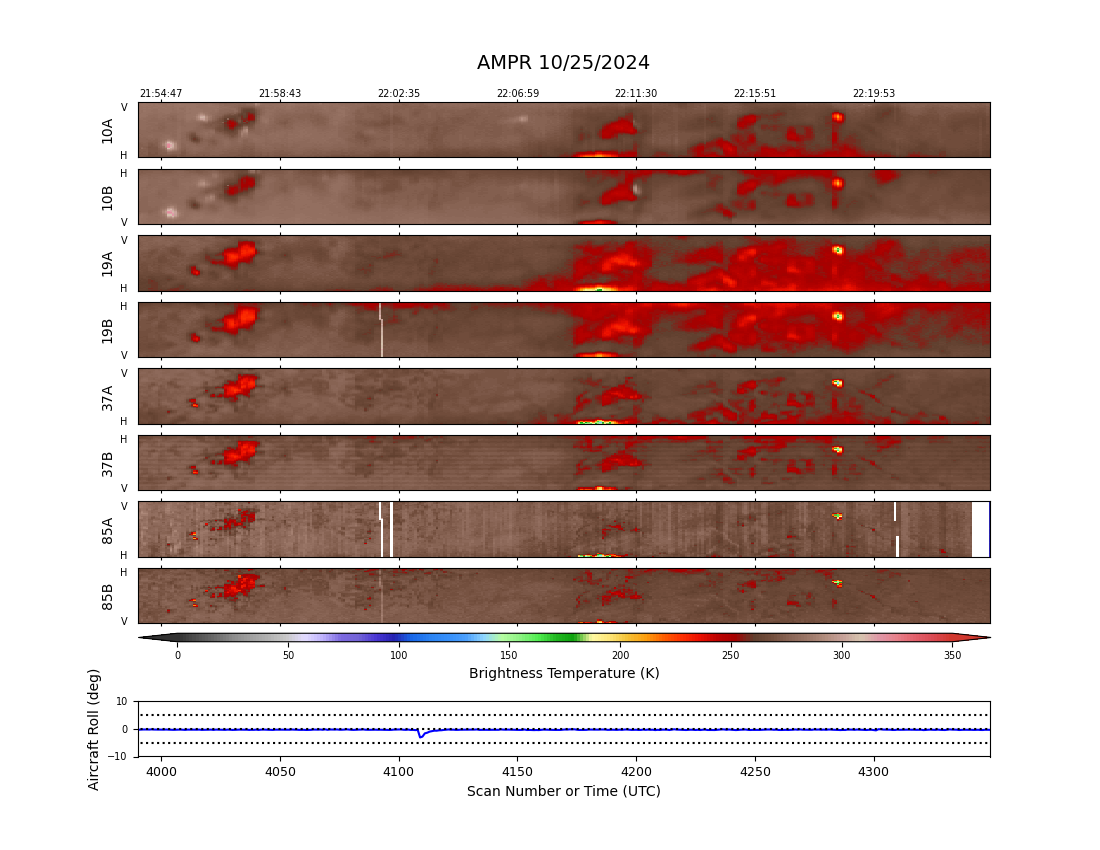 AMPR 10/25/2024
21:54:47 21:58:43 22:02:35 22:06:59 22:11:30 22:15:51 22:19:53
V
10A
H
H
10B
V
V
19A
H
H
19B
V
V
37A
H
H
37B
V
V
85A
H
H
85B
V
0 50 100 150 200 250 300 350
Brightness Temperature (K)
Aircraft Roll (deg)
10
0
−10
4000 4050 4100 4150 4200 4250 4300
Scan Number or Time (UTC)